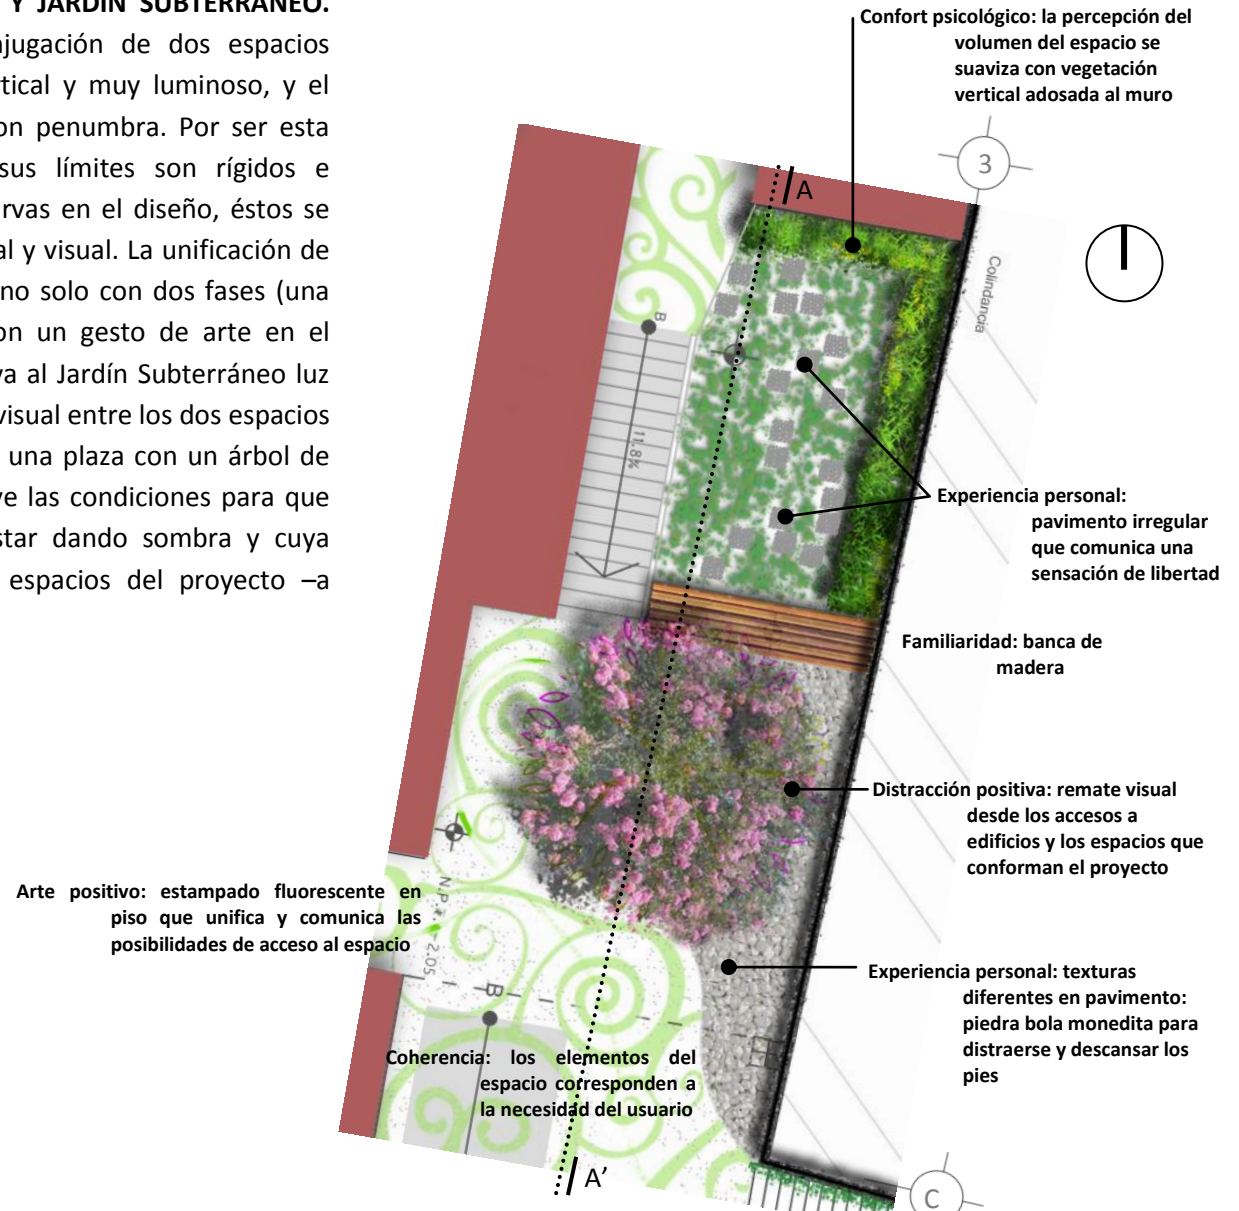 Y JARDÍN SUBTERRÁNEO.
njugación de dos espacios
rtical y muy luminoso, y el
on penumbra. Por ser esta
sus límites son rígidos e
rvas en el diseño, éstos se
al y visual. La unificación de
no solo con dos fases (una
on un gesto de arte en el
va al Jardín Subterráneo luz
visual entre los dos espacios
una plaza con un árbol de
ve las condiciones para que
star dando sombra y cuya
espacios del proyecto –a
Confort psicológico: la percepción del
volumen del espacio se
suaviza con vegetación
vertical adosada al muro
3
A
Colindancia
B
11.8%
Experiencia personal:
pavimento irregular
que comunica una
sensación de libertad
Familiaridad: banca de
madera
Distracción positiva: remate visual
desde los accesos a
edificios y los espacios que
conforman el proyecto
Arte positivo: estampado fluorescente en
piso que unifica y comunica las
posibilidades de acceso al espacio
N.P.T. - 2.05
B
Experiencia personal: texturas
diferentes en pavimento:
piedra bola monedita para
distraerse y descansar los
pies
Coherencia: los elementos del
espacio corresponden a
la necesidad del usuario
A’
C